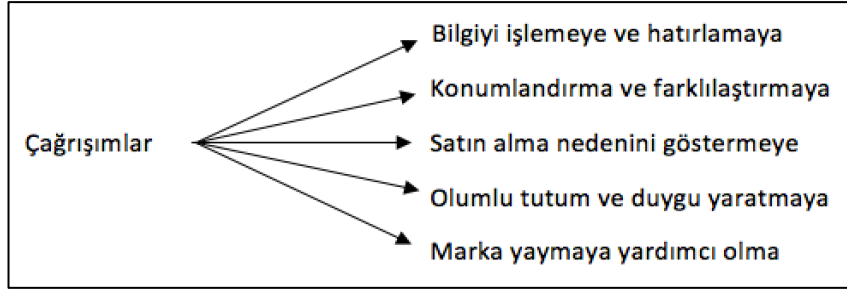 Bilgiyi işlemeye ve hatırlamaya
Konumlandırma ve farklılaştırmaya
Çağrışımlar
Satın alma nedenini göstermeye
Olumlu tutum ve duygu yaratmaya
Marka yaymaya yardımcı olma